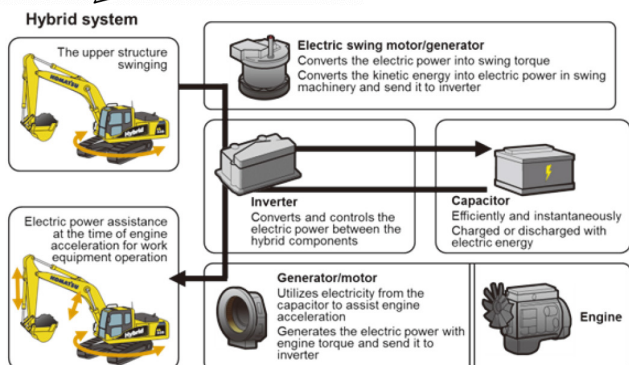 Hybrid system
The upper structure
swinging
KOMATSU
Hybrid
Electric swing motor/generator
Converts the electric power into swing torque
Converts the kinetic energy into electric power in swing
machinery and send it to inverter
Inverter
Converts and controls the
electric power between the
hybrid components
Capacitor
Efficiently and instantaneously
Charged or discharged with
electric energy
Electric power assistance
at the time of engine
acceleration for work
equipment operation
KOMATSU
Hybrid
Generator/motor
Utilizes electricity from the
capacitor to assist engine
acceleration
Generates the electric power with
engine torque and send it to
inverter
Engine